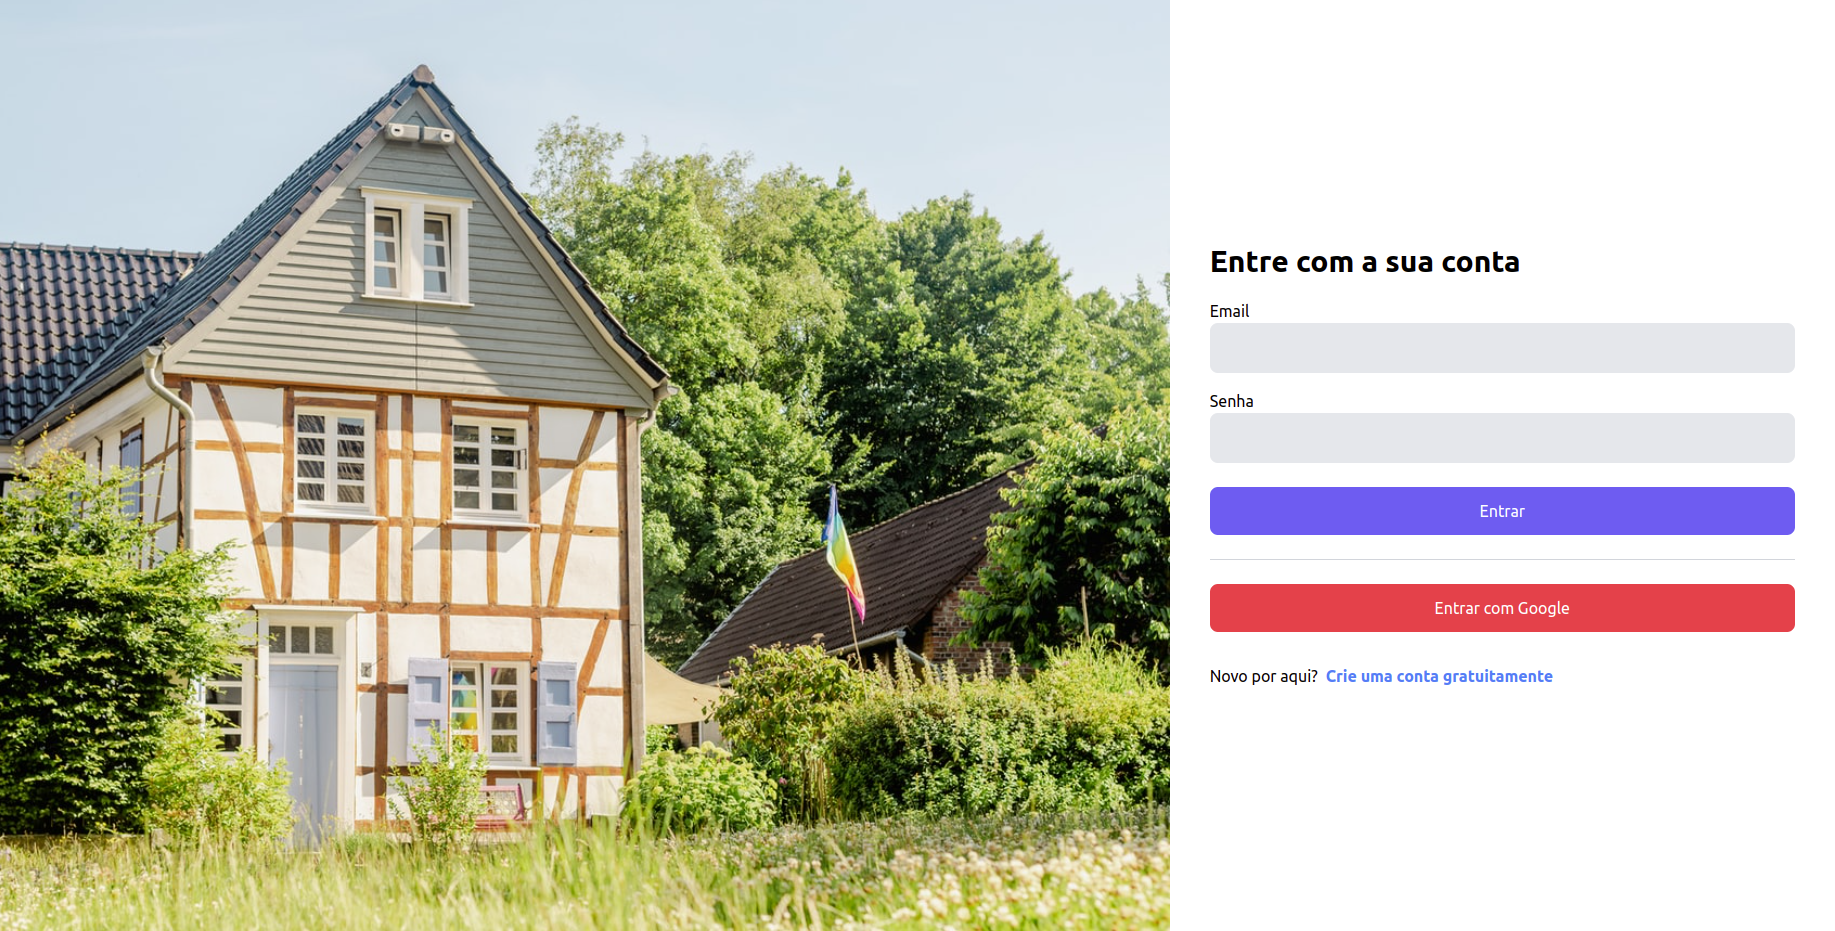 Entre com a sua conta
Email
Senha
Entrar
Entrar com Google
Novo por aqui? Crie uma conta gratuitamente